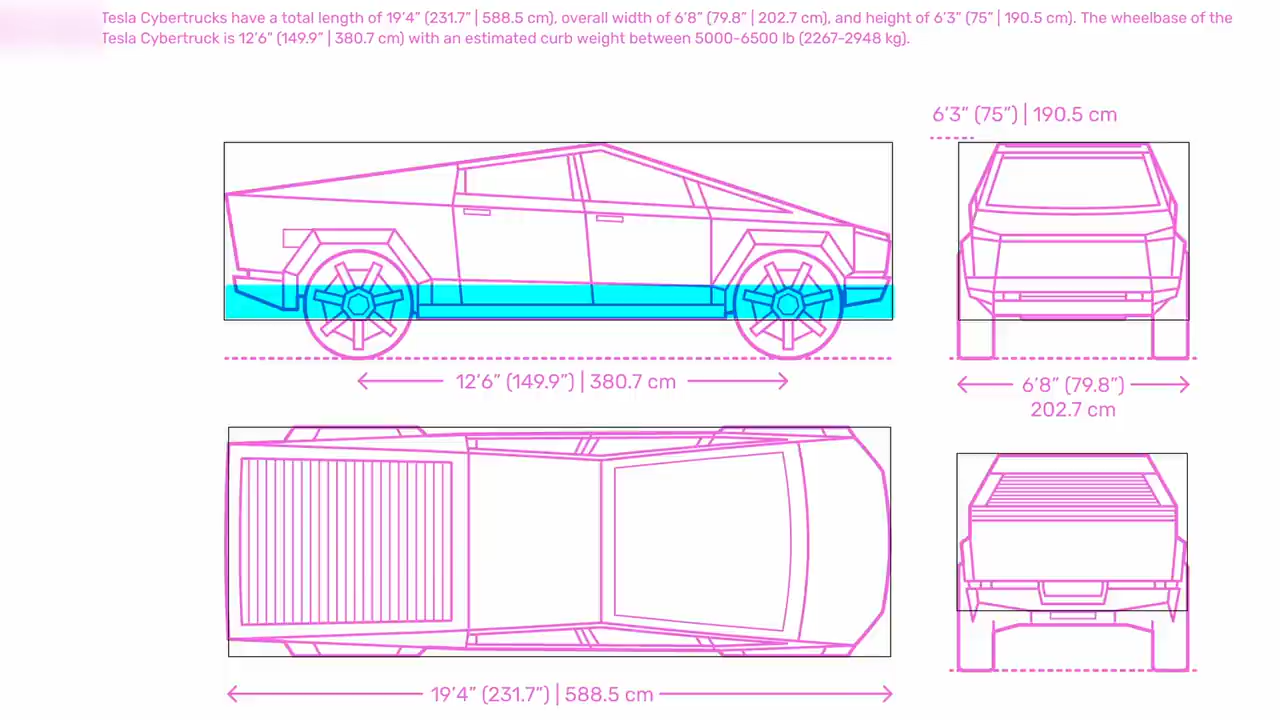 Tesla Cybertrucks have a total length of 19’4” (231.7” | 588.5 cm), overall width of 6’8” (79.8” | 202.7 cm), and height of 6’3” (75” | 190.5 cm). The wheelbase of the
Tesla Cybertruck is 12’6” (149.9” | 380.7 cm) with an estimated curb weight between 5000-6500 lb (2267-2948 kg).
6’3” (75”) | 190.5 cm
12’6” (149.9”) | 380.7 cm
6’8” (79.8”)
202.7 cm
19’4” (231.7”) | 588.5 cm